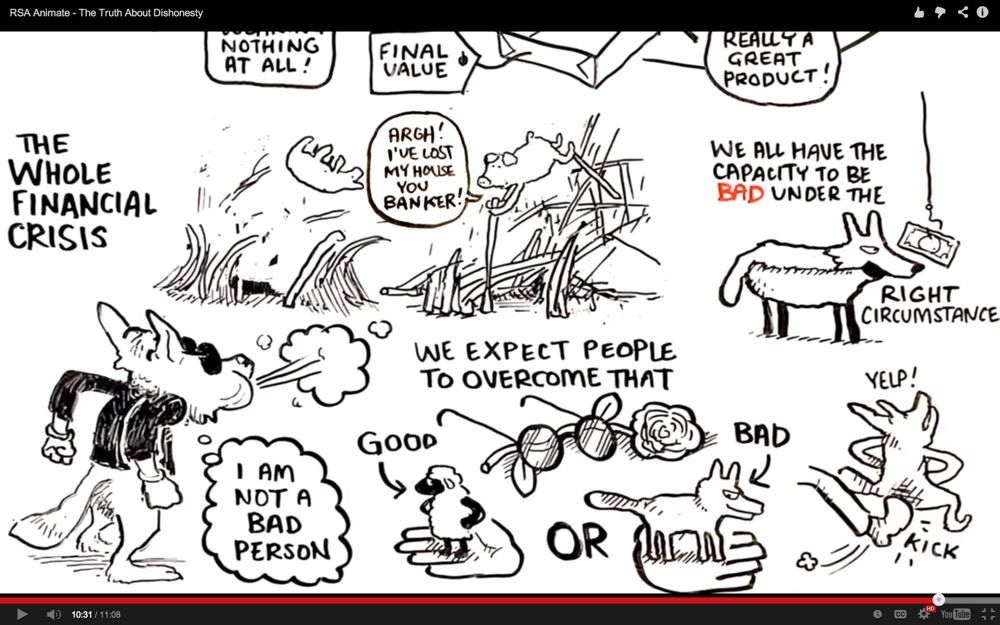 RSA Animate - The Truth About Dishonesty
NOTHING
AT ALL!
FINAL
VALUE
REALLY A
GREAT
PRODUCT!
THE
WHOLE
FINANCIAL
CRISIS
ARGH!
I'VE LOST
MY HOUSE
YOU
BANKER!
WE ALL HAVE THE
CAPACITY TO BE
BAD UNDER THE
RIGHT
CIRCUMSTANCE
WE EXPECT PEOPLE
TO OVERCOME THAT
I AM
NOT A
BAD
PERSON
GOOD
OR
BAD
YELP!
KICK
10:31 / 11:08
CC
HD
YouTube